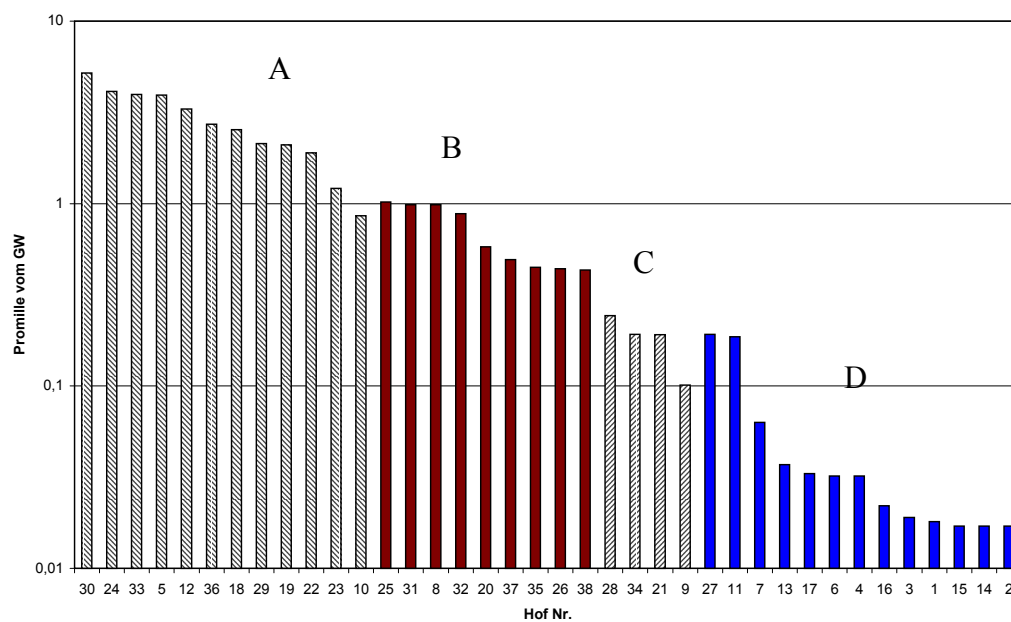 10
A
B
1
C
Promille vom GW
0,1
D
0,01
30 24 33 5 12 36 18 29 19 22 23 10 25 31 8 32 20 37 35 26 38 28 34 21 9 27 11 7 13 17 6 4 16 3 1 15 14 2
Hof Nr.